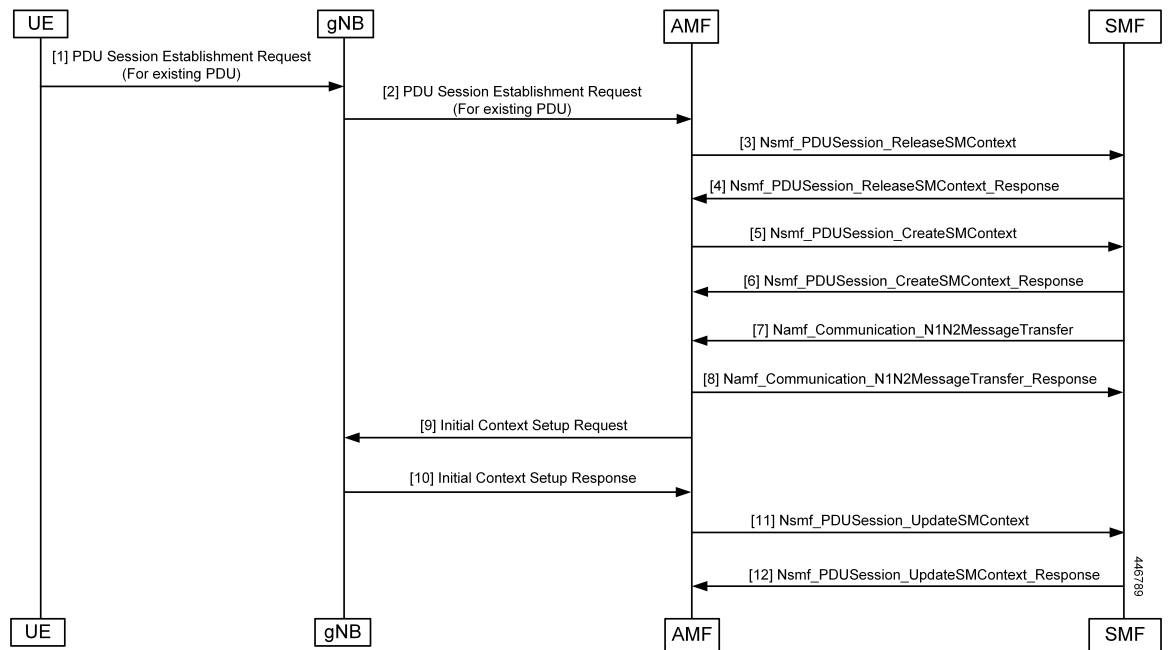 UE
gNB
AMF
SMF
[1] PDU Session Establishment Request
(For existing PDU)
[2] PDU Session Establishment Request
(For existing PDU)
[3] Nsmf_PDUSession_ReleaseSMContext
[4] Nsmf_PDUSession_ReleaseSMContext_Response
[5] Nsmf_PDUSession_CreateSMContext
[6] Nsmf_PDUSession_CreateSMContext_Response
[7] Namf_Communication_N1N2MessageTransfer
[8] Namf_Communication_N1N2MessageTransfer_Response
[9] Initial Context Setup Request
[10] Initial Context Setup Response
[11] Nsmf_PDUSession_UpdateSMContext
[12] Nsmf_PDUSession_UpdateSMContext_Response
446789
UE
gNB
AMF
SMF